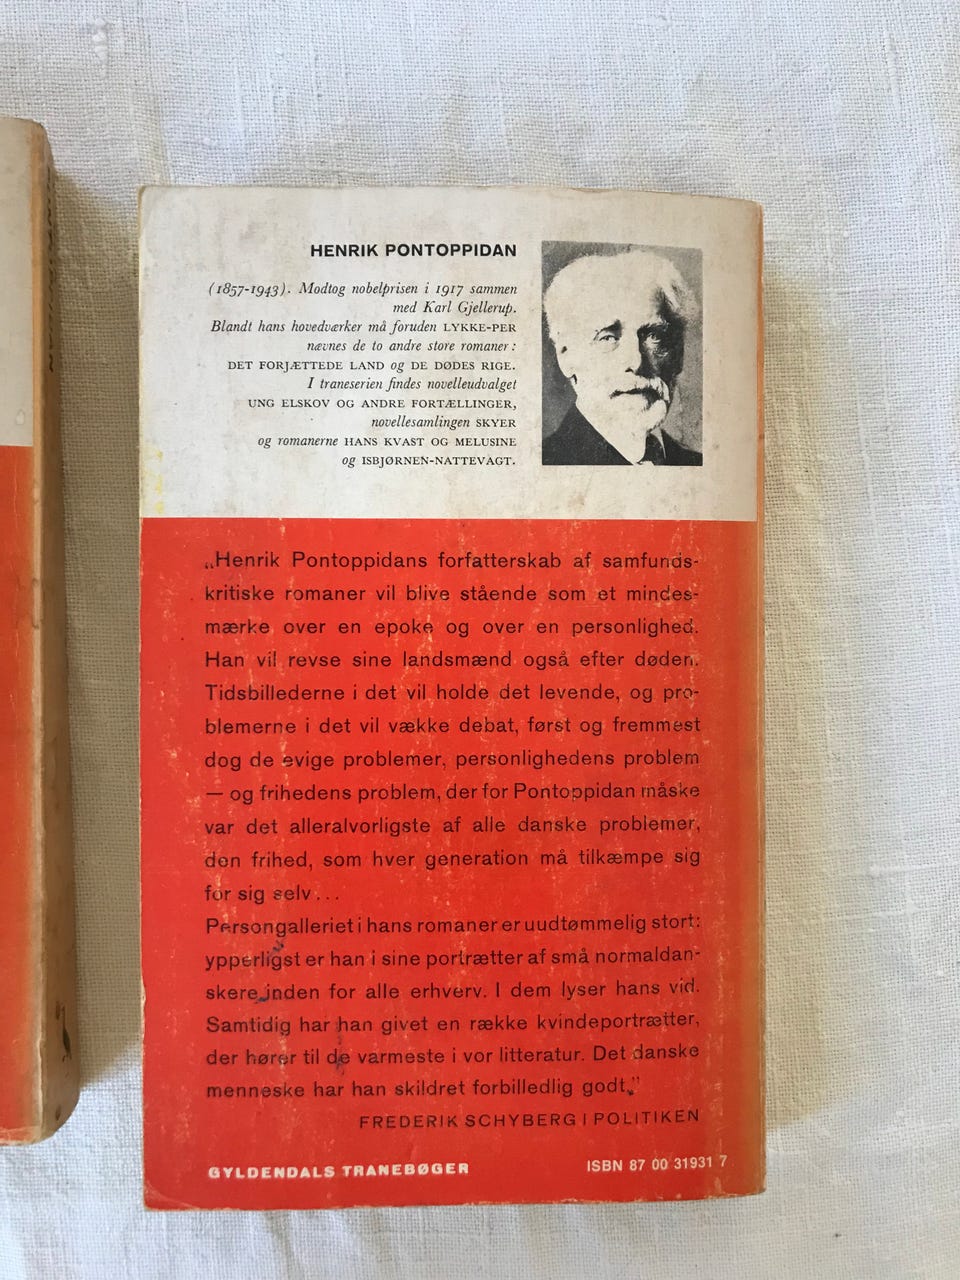 HENRIK PONTOPPIDAN
(1857-1943). Modtog nobelprisen i 1917 sammen
med Karl Gjellerup.
Blandt hans hovedværker må foruden LYKKE-PER
nævnes de to andre store romaner:
DET FORJÆTTEDE LAND og DE DØDES RIGE.
I traneserien findes novelleudvalget
UNG ELSKOV OG ANDRE FORTÆLLINGER,
novellesamlingen SKYER
og romanerne HANS KVAST OG MELUSINE
og ISBJØRNEN-NATTEVAGT.
„Henrik Pontoppidans forfatterskab af samfunds-
kritiske romaner vil blive stående som et mindes-
mærke over en epoke og over en personlighed.
Han vil revse sine landsmænd også efter døden.
Tidsbillederne i det vil holde det levende, og pro-
blemerne i det vil vække debat, først og fremmest
dog de evige problemer, personlighedens problem
— og frihedens problem, der for Pontoppidan måske
var det alleralvorligste af alle danske problemer,
den frihed, som hver generation må tilkæmpe sig
for sig selv...
Persongalleriet i hans romaner er uudtømmelig stort:
ypperligst er han i sine portrætter af små normaldan-
skere inden for alle erhverv. I dem lyser hans vid.
Samtidig har han givet en række kvindeportrætter,
der hører til de varmeste i vor litteratur. Det danske
menneske har han skildret forbilledlig godt."
FREDERIK SCHYBERG I POLITIKEN
GYLDENDALS TRANEBØGER
ISBN 87 00 31931 7